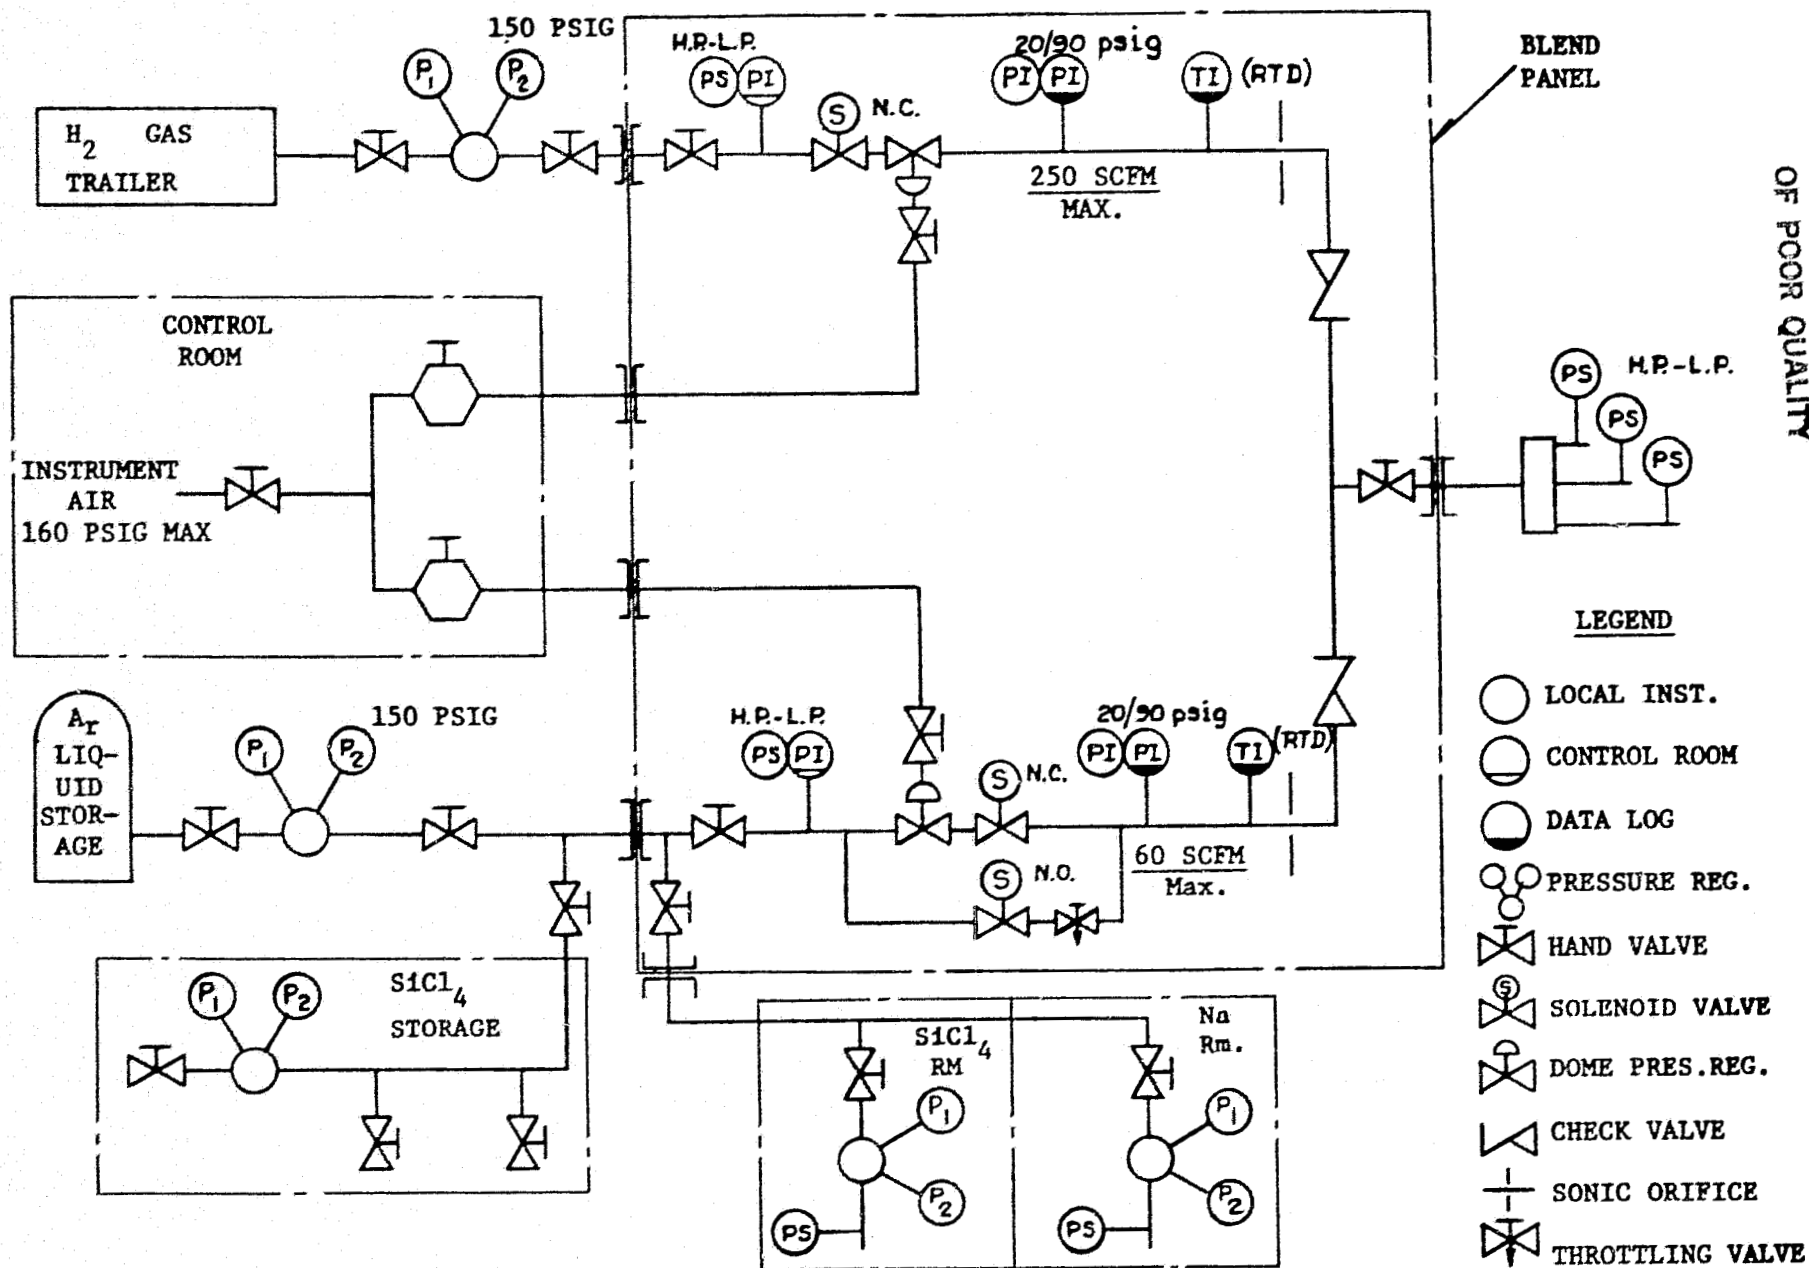 150 PSIG
H.P.-L.P.
20/90 psig
BLEND
PANEL
P1
P2
PS
PI
S
N.C.
PI
PI
TI
(RTD)
H2 GAS
TRAILER
250 SCFM
MAX.
OF POOR QUALITY
CONTROL
ROOM
INSTRUMENT
AIR
160 PSIG MAX
PS
H.P.-L.P.
PS
PS
Ar
LIQ-
UID
STOR-
AGE
P1
P2
150 PSIG
H.P.-L.P.
PS
PI
S
N.C.
20/90 psig
PI
PI
TI
(RTD)
60 SCFM
Max.
S
N.O.
P1
P2
SiCl4
STORAGE
SiCl4
RM
Na
Rm.
P1
P2
PS
P1
P2
PS
LEGEND
LOCAL INST.
CONTROL ROOM
DATA LOG
PRESSURE REG.
HAND VALVE
S
SOLENOID VALVE
DOME PRES.REG.
CHECK VALVE
SONIC ORIFICE
THROTTLING VALVE